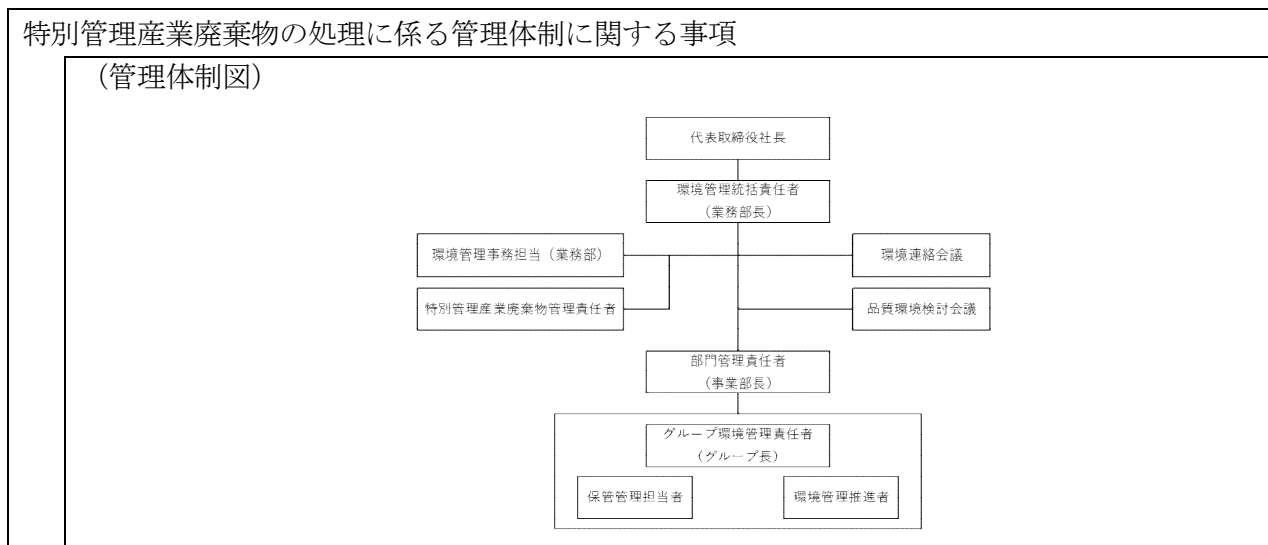 特別管理産業廃棄物の処理に係る管理体制に関する事項
（管理体制図）
代表取締役社長
環境管理統括責任者
（業務部長）
環境管理事務担当（業務部）
環境連絡会議
特別管理産業廃棄物管理責任者
品質環境検討会議
部門管理責任者
（事業部長）
グループ環境管理責任者
（グループ長）
保管管理担当者
環境管理推進者